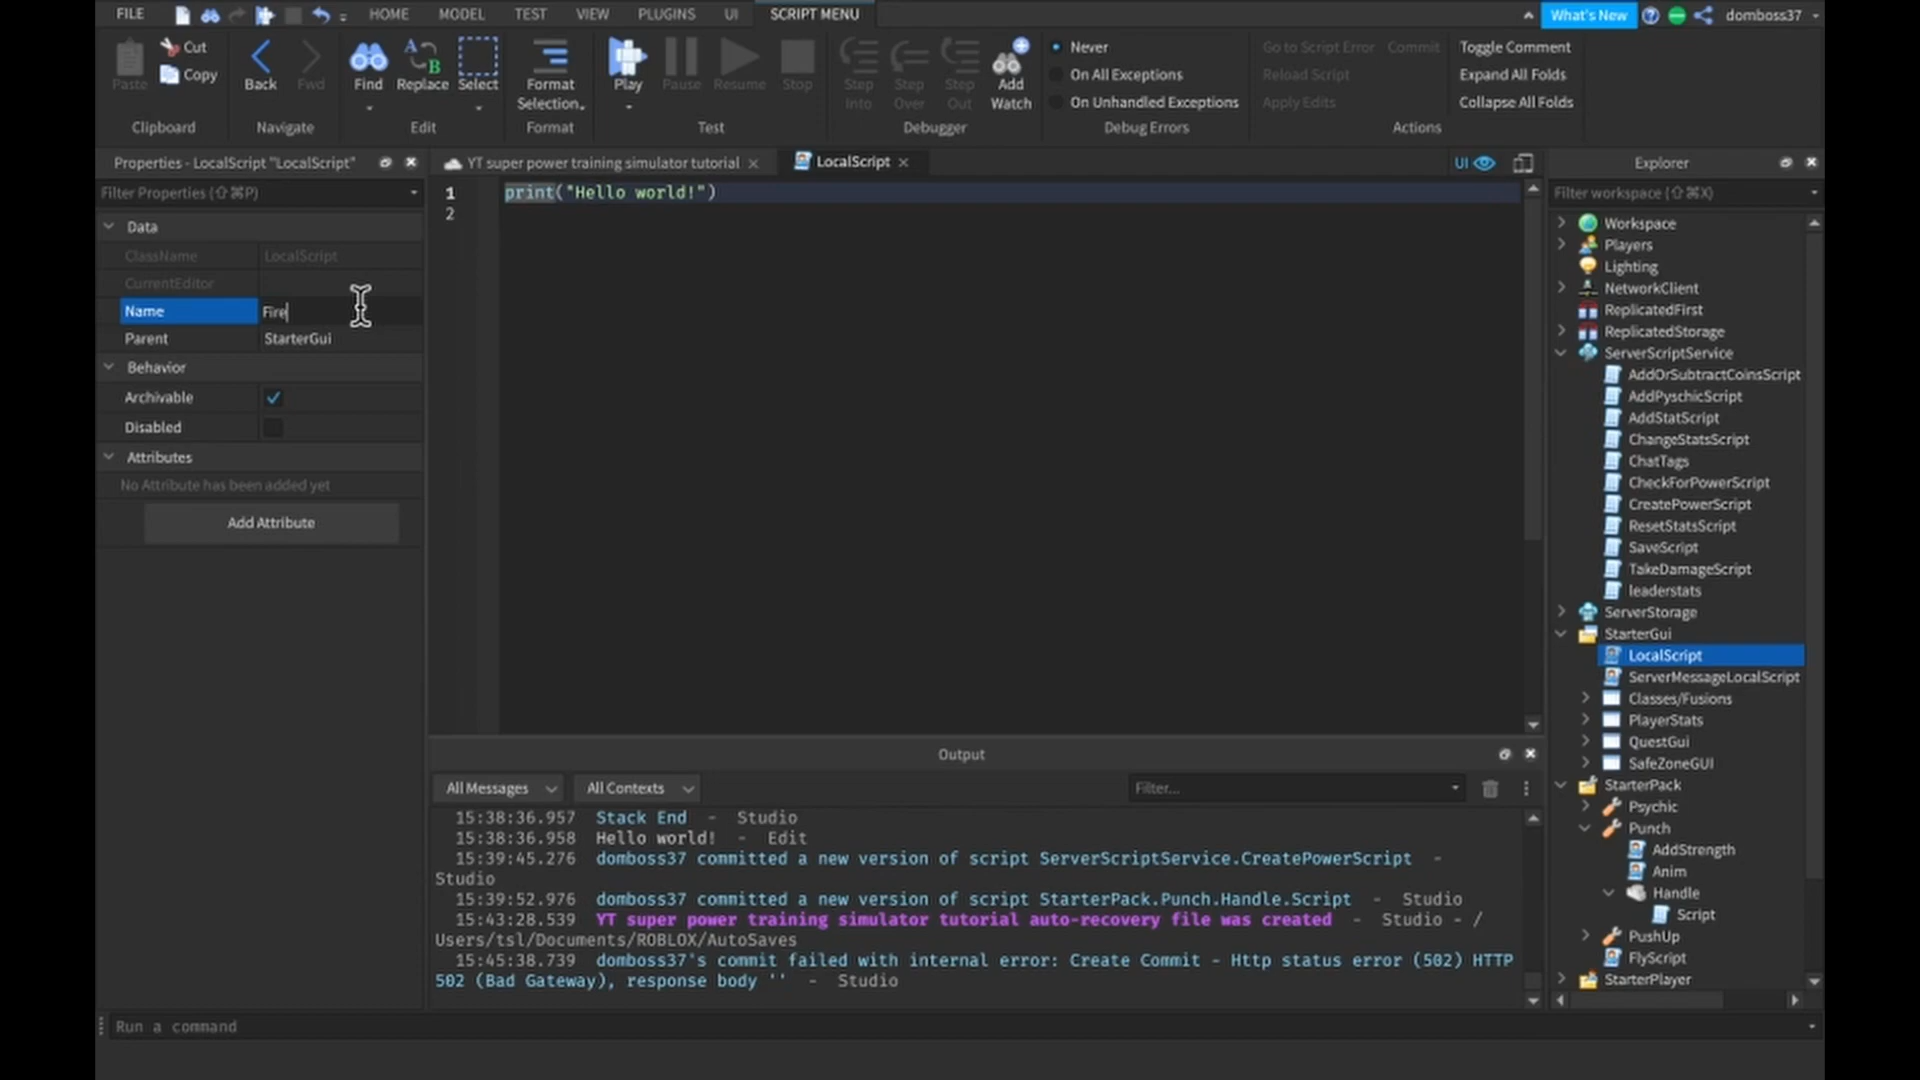 FILE HOME MODEL TEST VIEW PLUGINS UI SCRIPT MENU What's New domboss37
Paste Cut Copy Clipboard
Back Fwd Navigate
Find Replace Select Edit
Format Selection Format
Play Pause Resume Stop Test
Step Into Step Over Step Out Add Watch Debugger
Never
On All Exceptions
On Unhandled Exceptions
Debug Errors
Go to Script Error Commit Toggle Comment
Reload Script Expand All Folds
Apply Edits Collapse All Folds
Actions
Properties - LocalScript "LocalScript"
Filter Properties (⇧⌘P)
Data
ClassName LocalScript
CurrentEditor
Name Fire
Parent StarterGui
Behavior
Archivable
Disabled
Attributes
No Attribute has been added yet
Add Attribute
YT super power training simulator tutorial LocalScript UI
1 print("Hello world!")
2
Output
All Messages All Contexts Filter...
15:38:36.957 Stack End - Studio
15:38:36.958 Hello world! - Edit
15:39:45.276 domboss37 committed a new version of script ServerScriptService.CreatePowerScript -
Studio
15:39:52.976 domboss37 committed a new version of script StarterPack.Punch.Handle.Script - Studio
15:43:28.539 YT super power training simulator tutorial auto-recovery file was created - Studio - /
Users/tsl/Documents/ROBLOX/AutoSaves
15:45:38.739 domboss37's commit failed with internal error: Create Commit - Http status error (502) HTTP
502 (Bad Gateway), response body '' - Studio
Explorer
Filter workspace (⇧⌘X)
Workspace
Players
Lighting
NetworkClient
ReplicatedFirst
ReplicatedStorage
ServerScriptService
AddOrSubtractCoinsScript
AddPyschicScript
AddStatScript
ChangeStatsScript
ChatTags
CheckForPowerScript
CreatePowerScript
ResetStatsScript
SaveScript
TakeDamageScript
leaderstats
ServerStorage
StarterGui
LocalScript
ServerMessageLocalScript
Classes/Fusions
PlayerStats
QuestGui
SafeZoneGUI
StarterPack
Psychic
Punch
AddStrength
Anim
Handle
Script
PushUp
FlyScript
StarterPlayer
Run a command